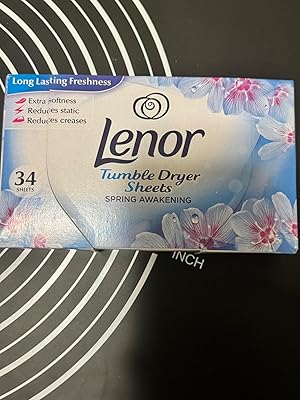 Long Lasting Freshness
Extra softness
Reduces static
Reduces creases
Lenor
Tumble Dryer
Sheets
SPRING AWAKENING
34
SHEETS
INCH